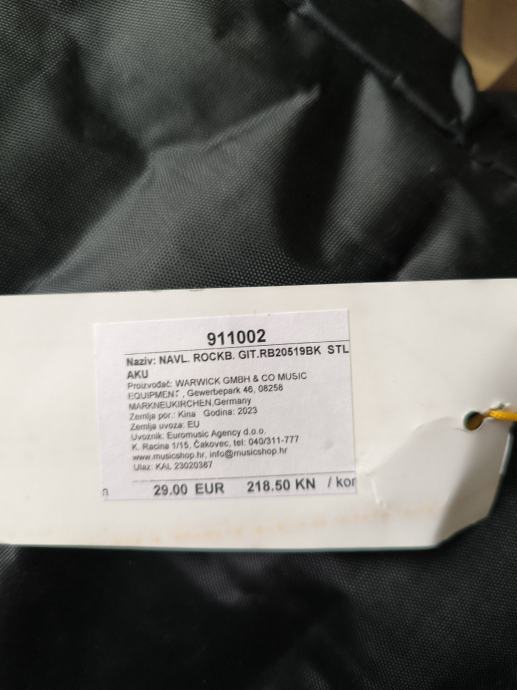 911002
Naziv: NAVL. ROCKB. GIT.RB20519BK STL
AKU
Proizvođač: WARWICK GMBH & CO MUSIC
EQUIPMENT, Gewerbepark 46, 08258
MARKNEUKIRCHEN,Germany
Zemlja por.: Kina Godina: 2023
Zemlja uvoza: EU
Uvoznik: Euromusic Agency d.o.o.
K. Racina 1/15, Čakovec, tel: 040/311-777
www.musicshop.hr, info@musicshop.hr
Ulaz: KAL 23020367
n 29.00 EUR 218.50 KN / kor